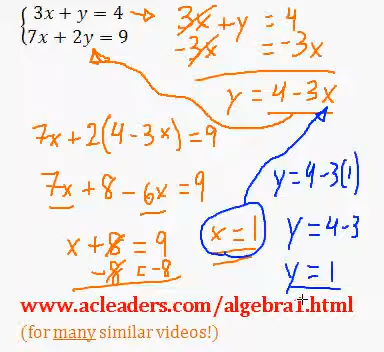 3x + y = 4
7x + 2y = 9
3x + y = 4
-3x = -3x
y = 4 - 3x
7x + 2(4 - 3x) = 9
7x + 8 - 6x = 9
x + 8 = 9
-8 = -8
x = 1
y = 4 - 3(1)
y = 4 - 3
y = 1
www.acleaders.com/algebra1.html
(for many similar videos!)